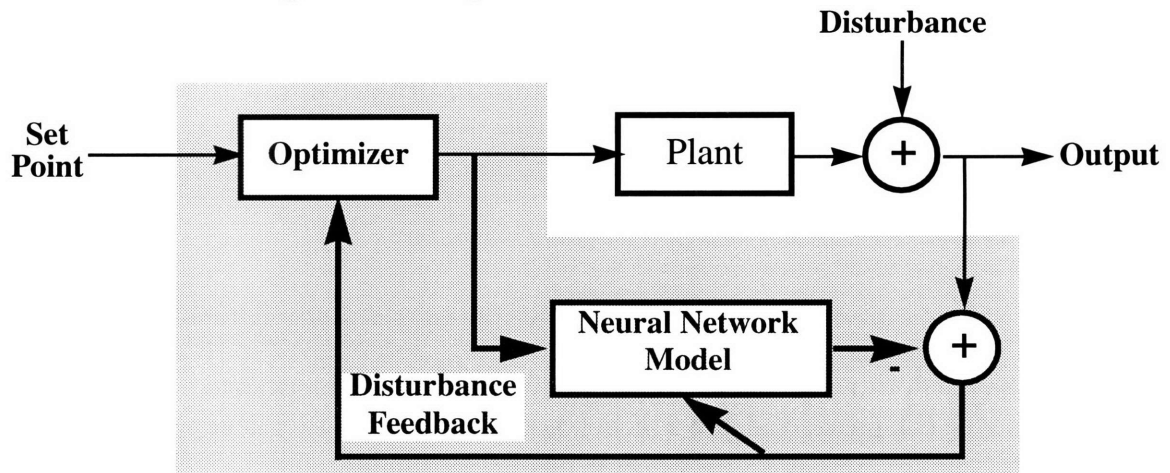 Disturbance
Set
Point
Optimizer
Plant
+
Output
Neural Network
Model
-
+
Disturbance
Feedback